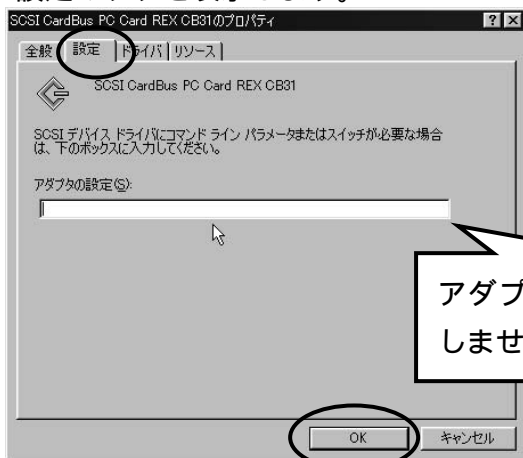 SCSI CardBus PC Card REX CB31のプロパティ
全般 設定 ドライバ リソース
SCSI CardBus PC Card REX CB31
SCSI デバイス ドライバにコマンド ライン パラメータまたはスイッチが必要な場合
は、下のボックスに入力してください。
アダプタの設定(S):
アダプ
しませ
OK キャンセル